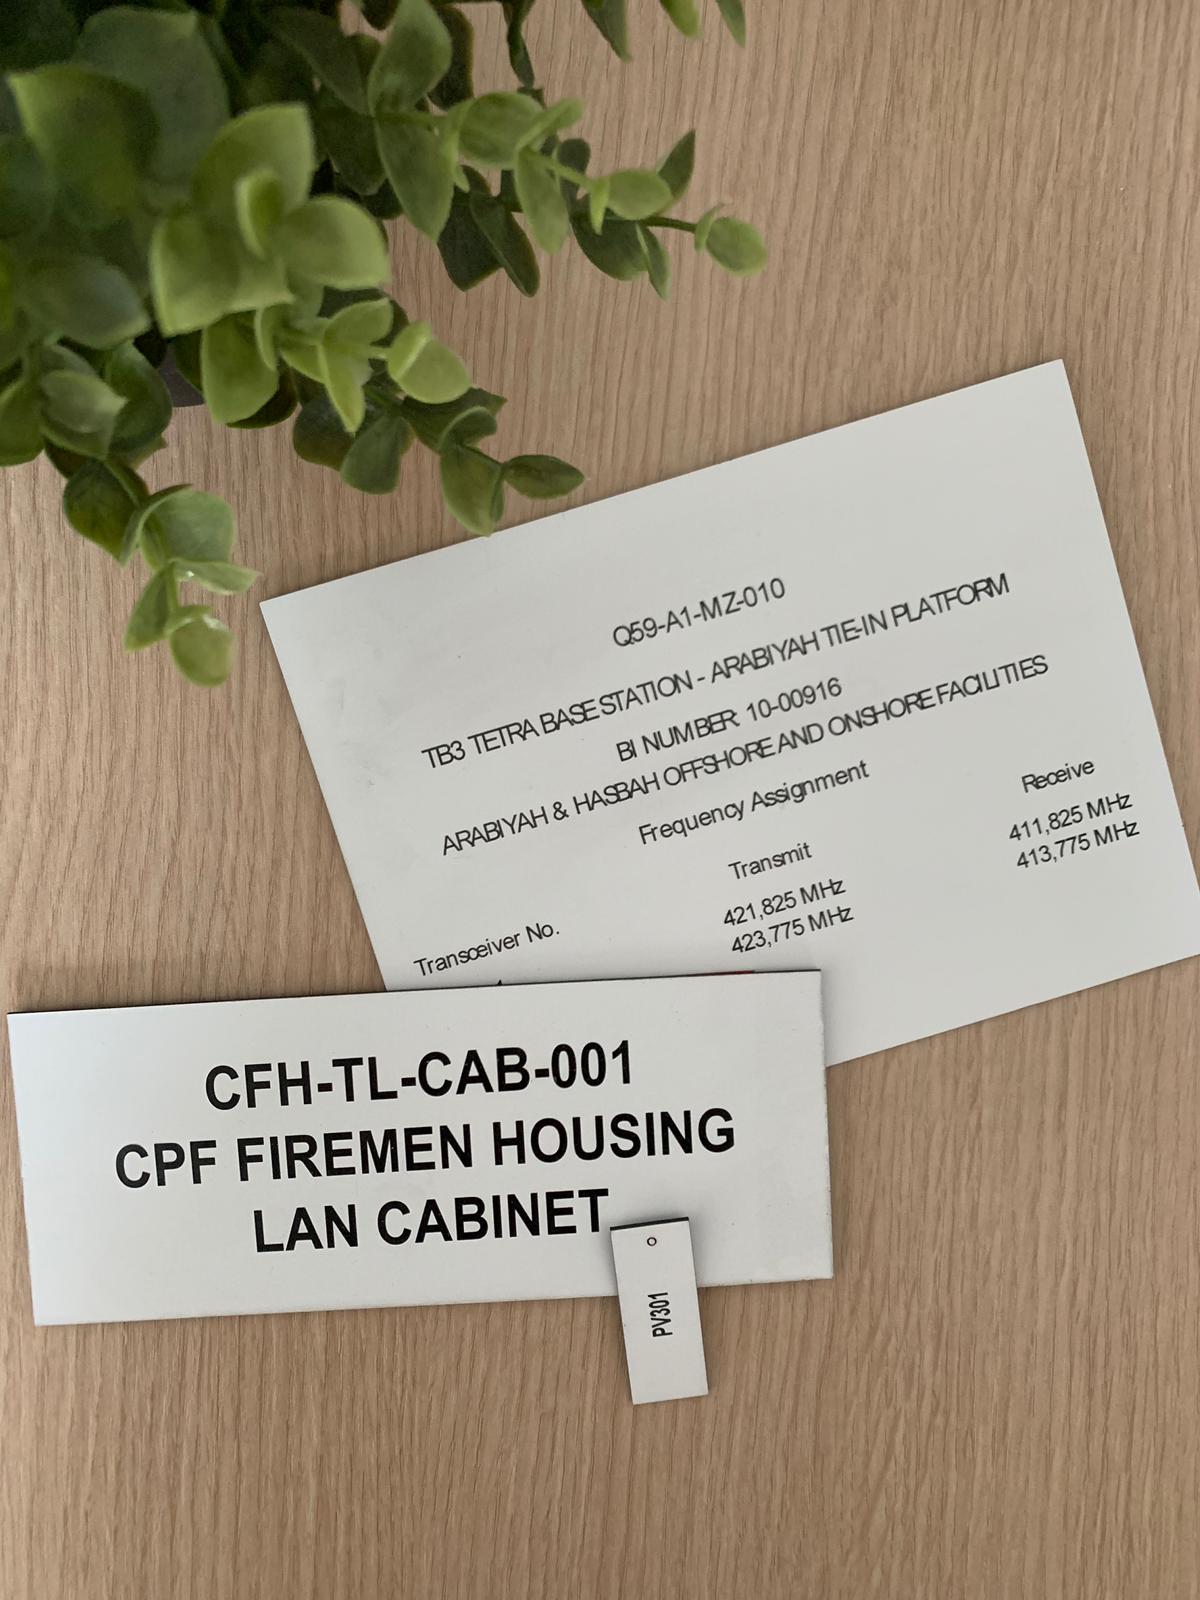 Q59-A1-MZ-010
TB3 TETRA BASE STATION - ARABIYAH TIE-IN PLATFORM
BI NUMBER: 10-00916
ARABIYAH & HASBAH OFFSHORE AND ONSHORE FACILITIES
Frequency Assignment
Transceiver No. Transmit Receive
421,825 MHz 411,825 MHz
423,775 MHz 413,775 MHz
CFH-TL-CAB-001
CPF FIREMEN HOUSING
LAN CABINET
PV301